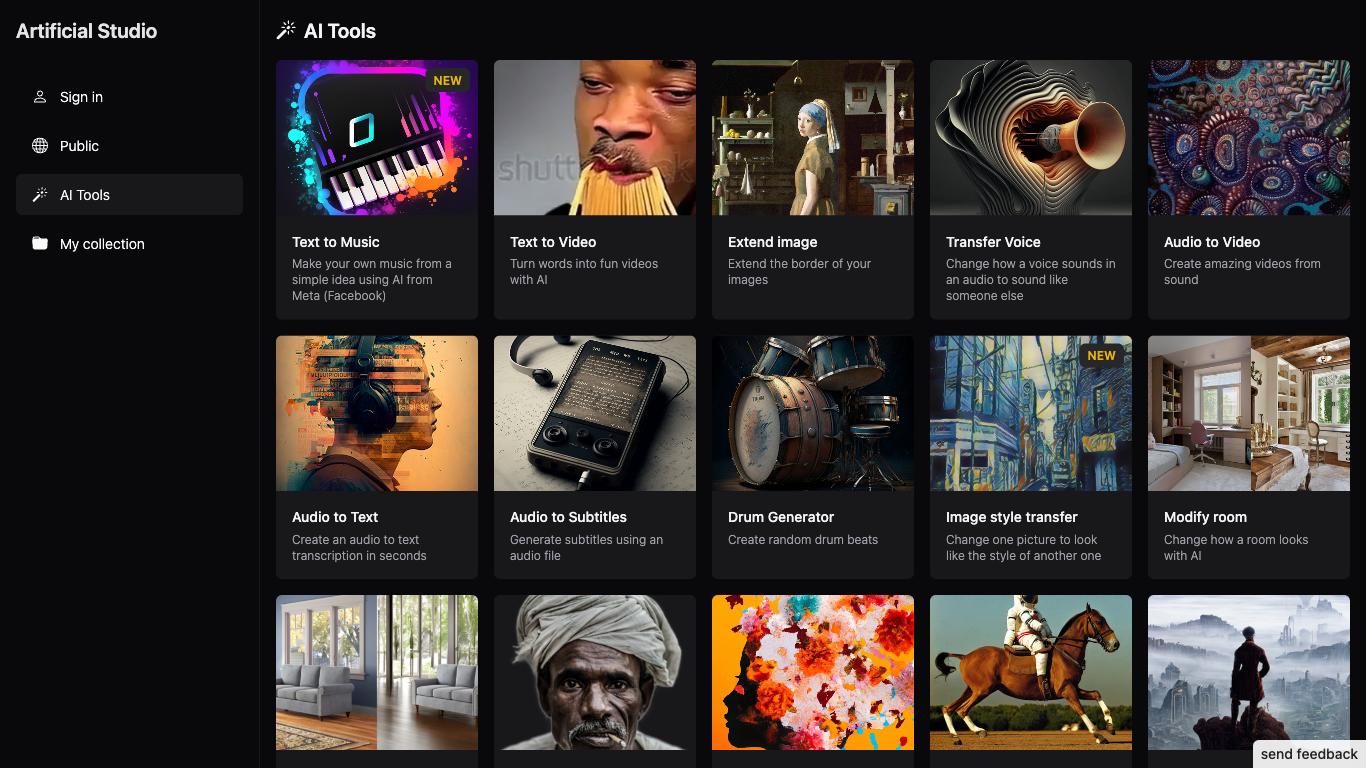 Artificial Studio
Sign in
Public
AI Tools
My collection
AI Tools
NEW
Text to Music
Make your own music from a
simple idea using AI from
Meta (Facebook)
Text to Video
Turn words into fun videos
with AI
Extend image
Extend the border of your
images
Transfer Voice
Change how a voice sounds in
an audio to sound like
someone else
Audio to Video
Create amazing videos from
sound
Audio to Text
Create an audio to text
transcription in seconds
Audio to Subtitles
Generate subtitles using an
audio file
Drum Generator
Create random drum beats
NEW
Image style transfer
Change one picture to look
like the style of another one
Modify room
Change how a room looks
with AI
send feedback